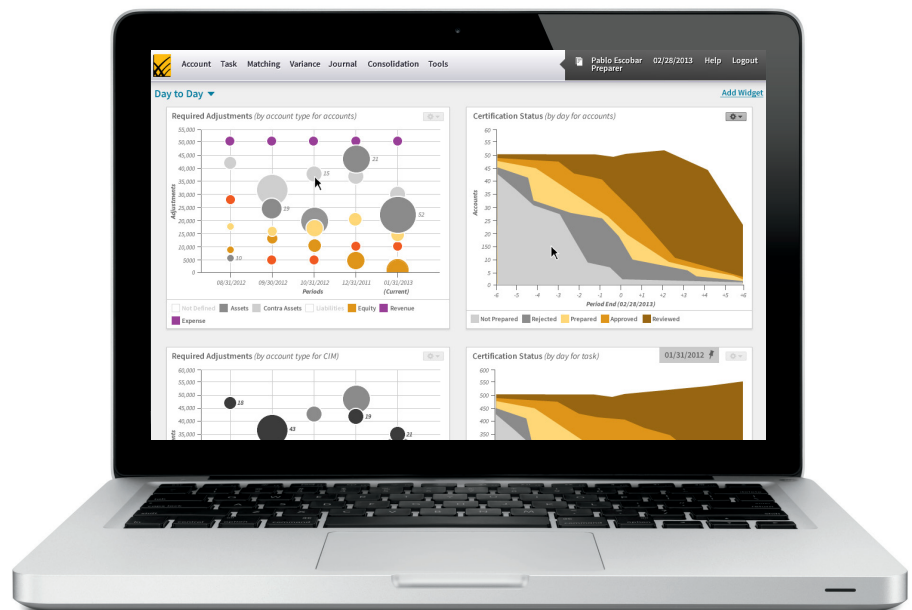 Account Task Matching Variance Journal Consolidation Tools
Pablo Escobar 02/28/2013 Help Logout
Preparer
Day to Day
Add Widget
Required Adjustments (by account type for accounts)
55,000
50,000
45,000
40,000
35,000
30,000
25,000
20,000
15,000
10,000
5000
0
Adjustments
21
15
19
52
10
08/31/2012 09/30/2012 10/31/2012 12/31/2011 01/31/2013
Periods (Current)
Not Defined Assets Contra Assets Liabilities Equity Revenue
Expense
Certification Status (by day for accounts)
60
55
50
45
40
35
30
25
20
150
10
5
0
Accounts
-6 -5 -4 -3 -2 -1 0 +2 +3 +4 +5 +6
Period End (02/28/2013)
Not Prepared Rejected Prepared Approved Reviewed
Required Adjustments (by account type for CIM)
60,000
55,000
50,000
45,000
40,000
35,000
18
43
19
21
Certification Status (by day for task)
01/31/2012
600
550
500
450
400
350